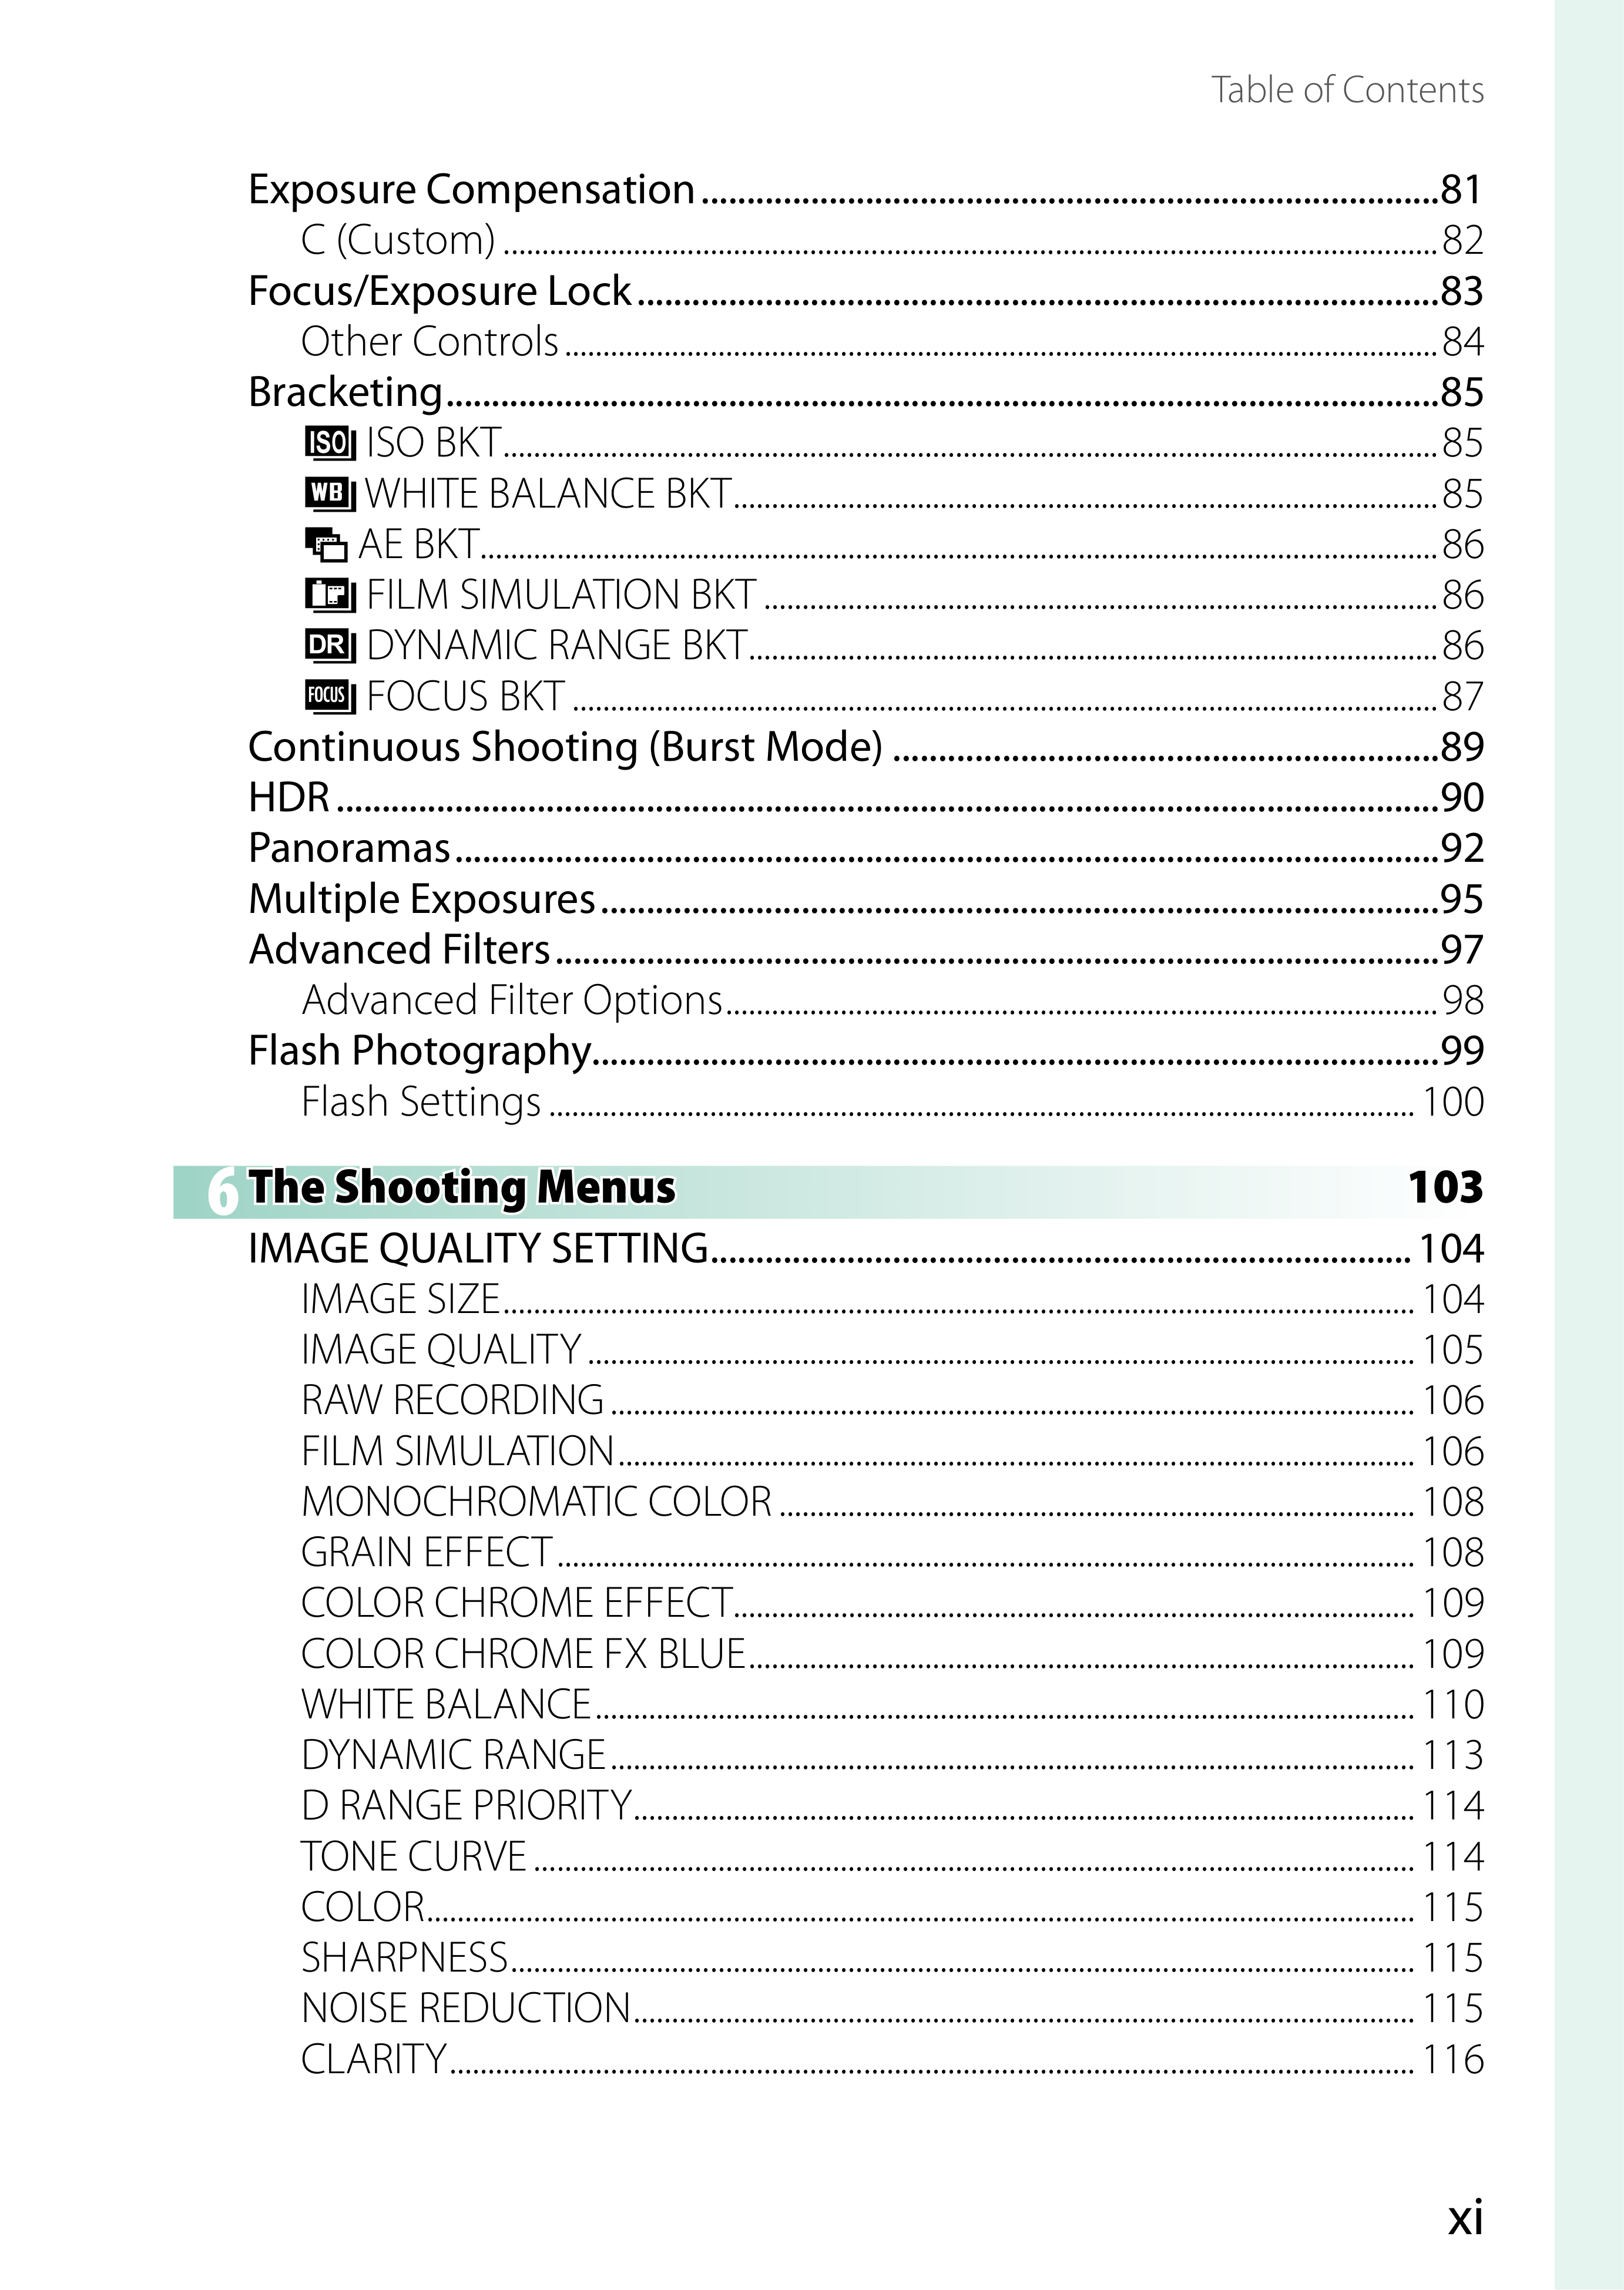 Table of Contents
Exposure Compensation.................................................................................81
C (Custom)..........................................................................................................................82
Focus/Exposure Lock........................................................................................83
Other Controls..................................................................................................................84
Bracketing.............................................................................................................85
ISO ISO BKT..........................................................................................................................85
WB WHITE BALANCE BKT............................................................................................85
AE BKT.............................................................................................................................86
FILM SIMULATION BKT........................................................................................86
DR DYNAMIC RANGE BKT..........................................................................................86
FOCUS FOCUS BKT.................................................................................................................87
Continuous Shooting (Burst Mode)............................................................89
HDR.........................................................................................................................90
Panoramas............................................................................................................92
Multiple Exposures............................................................................................95
Advanced Filters.................................................................................................97
Advanced Filter Options.............................................................................................98
Flash Photography.............................................................................................99
Flash Settings.................................................................................................................100
6 The Shooting Menus 103
IMAGE QUALITY SETTING.............................................................................104
IMAGE SIZE.......................................................................................................................104
IMAGE QUALITY............................................................................................................105
RAW RECORDING.........................................................................................................106
FILM SIMULATION........................................................................................................106
MONOCHROMATIC COLOR...................................................................................108
GRAIN EFFECT................................................................................................................108
COLOR CHROME EFFECT.........................................................................................109
COLOR CHROME FX BLUE.......................................................................................109
WHITE BALANCE...........................................................................................................110
DYNAMIC RANGE.........................................................................................................113
D RANGE PRIORITY......................................................................................................114
TONE CURVE...................................................................................................................114
COLOR.................................................................................................................................115
SHARPNESS......................................................................................................................115
NOISE REDUCTION......................................................................................................115
CLARITY..............................................................................................................................116
xi